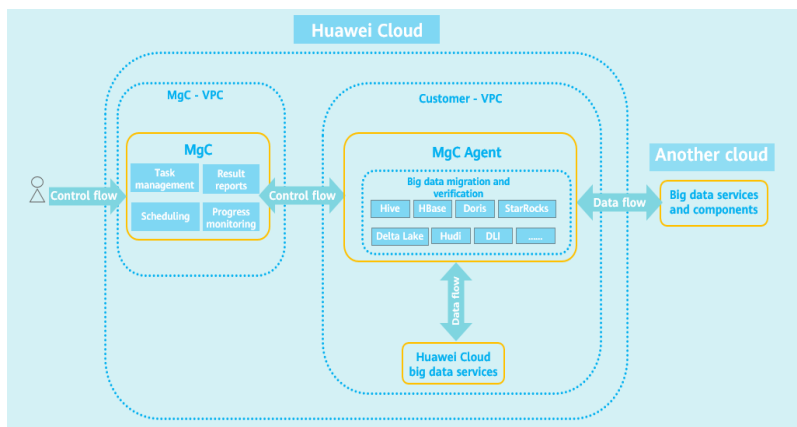 Huawei Cloud
MgC - VPC
Customer - VPC
MgC
Task
management
Result
reports
Scheduling
Progress
monitoring
Control flow
Control flow
MgC Agent
Big data migration and
verification
Hive
HBase
Doris
StarRocks
Delta Lake
Hudi
DLI
......
Data flow
Another cloud
Big data services
and components
Data flow
Huawei Cloud
big data services